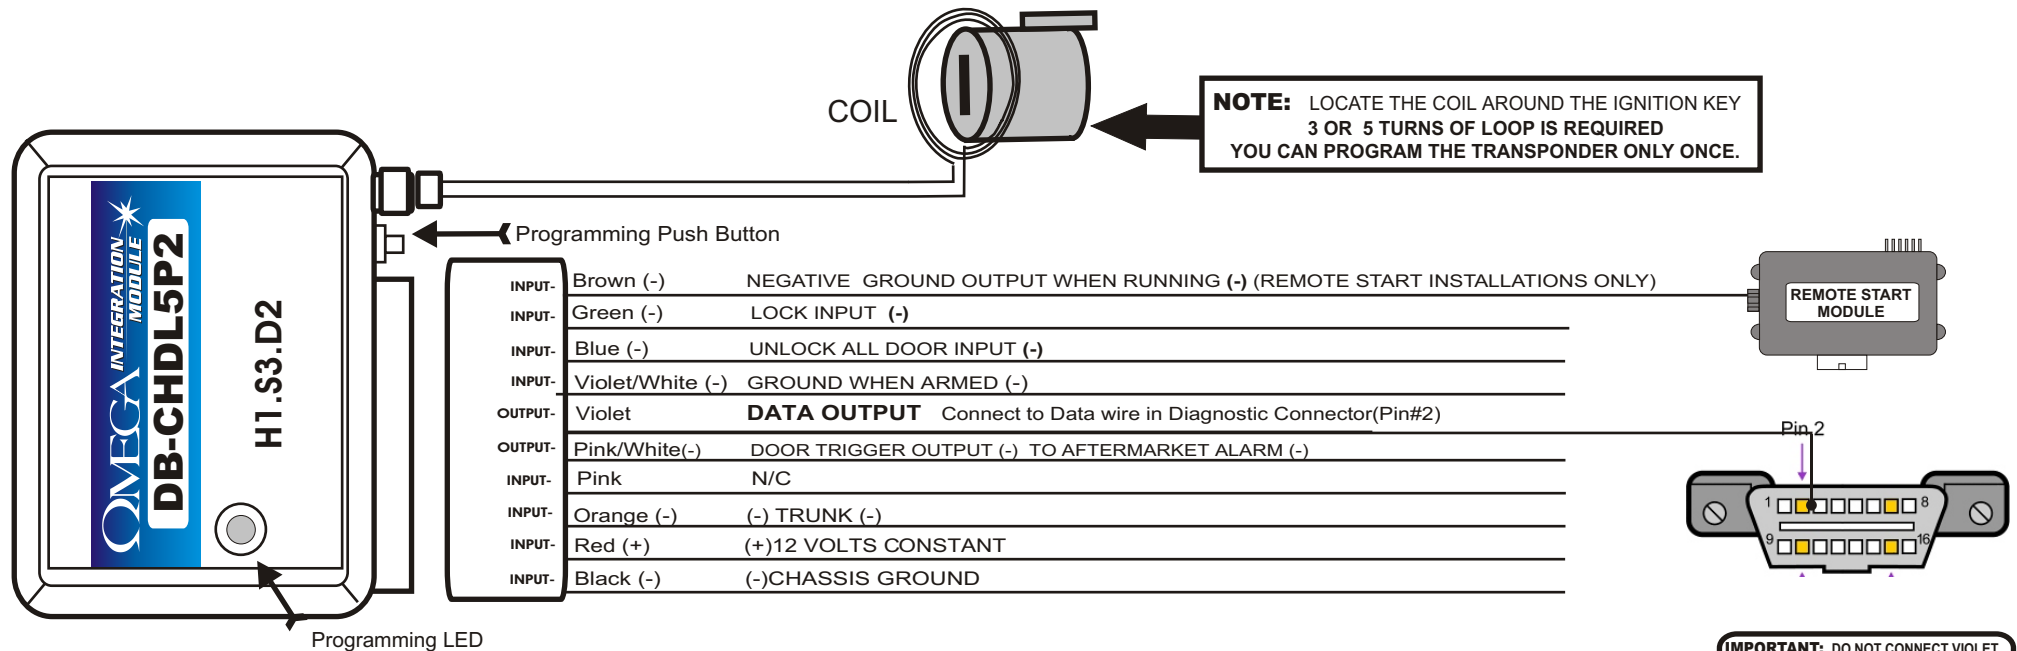 COIL
NOTE: LOCATE THE COIL AROUND THE IGNITION KEY
3 OR 5 TURNS OF LOOP IS REQUIRED
YOU CAN PROGRAM THE TRANSPONDER ONLY ONCE.
OMEGA INTEGRATION MODULE
DB-CHDL5P2
H1.S3.D2
Programming Push Button
INPUT- Brown (-) NEGATIVE GROUND OUTPUT WHEN RUNNING (-) (REMOTE START INSTALLATIONS ONLY)
INPUT- Green (-) LOCK INPUT (-)
INPUT- Blue (-) UNLOCK ALL DOOR INPUT (-)
INPUT- Violet/White (-) GROUND WHEN ARMED (-)
OUTPUT- Violet DATA OUTPUT Connect to Data wire in Diagnostic Connector(Pin#2)
OUTPUT- Pink/White(-) DOOR TRIGGER OUTPUT (-) TO AFTERMARKET ALARM (-)
INPUT- Pink N/C
INPUT- Orange (-) (-) TRUNK (-)
INPUT- Red (+) (+)12 VOLTS CONSTANT
INPUT- Black (-) (-)CHASSIS GROUND
REMOTE START
MODULE
Pin 2
1 8
9 16
Programming LED
IMPORTANT: DO NOT CONNECT VIOLET